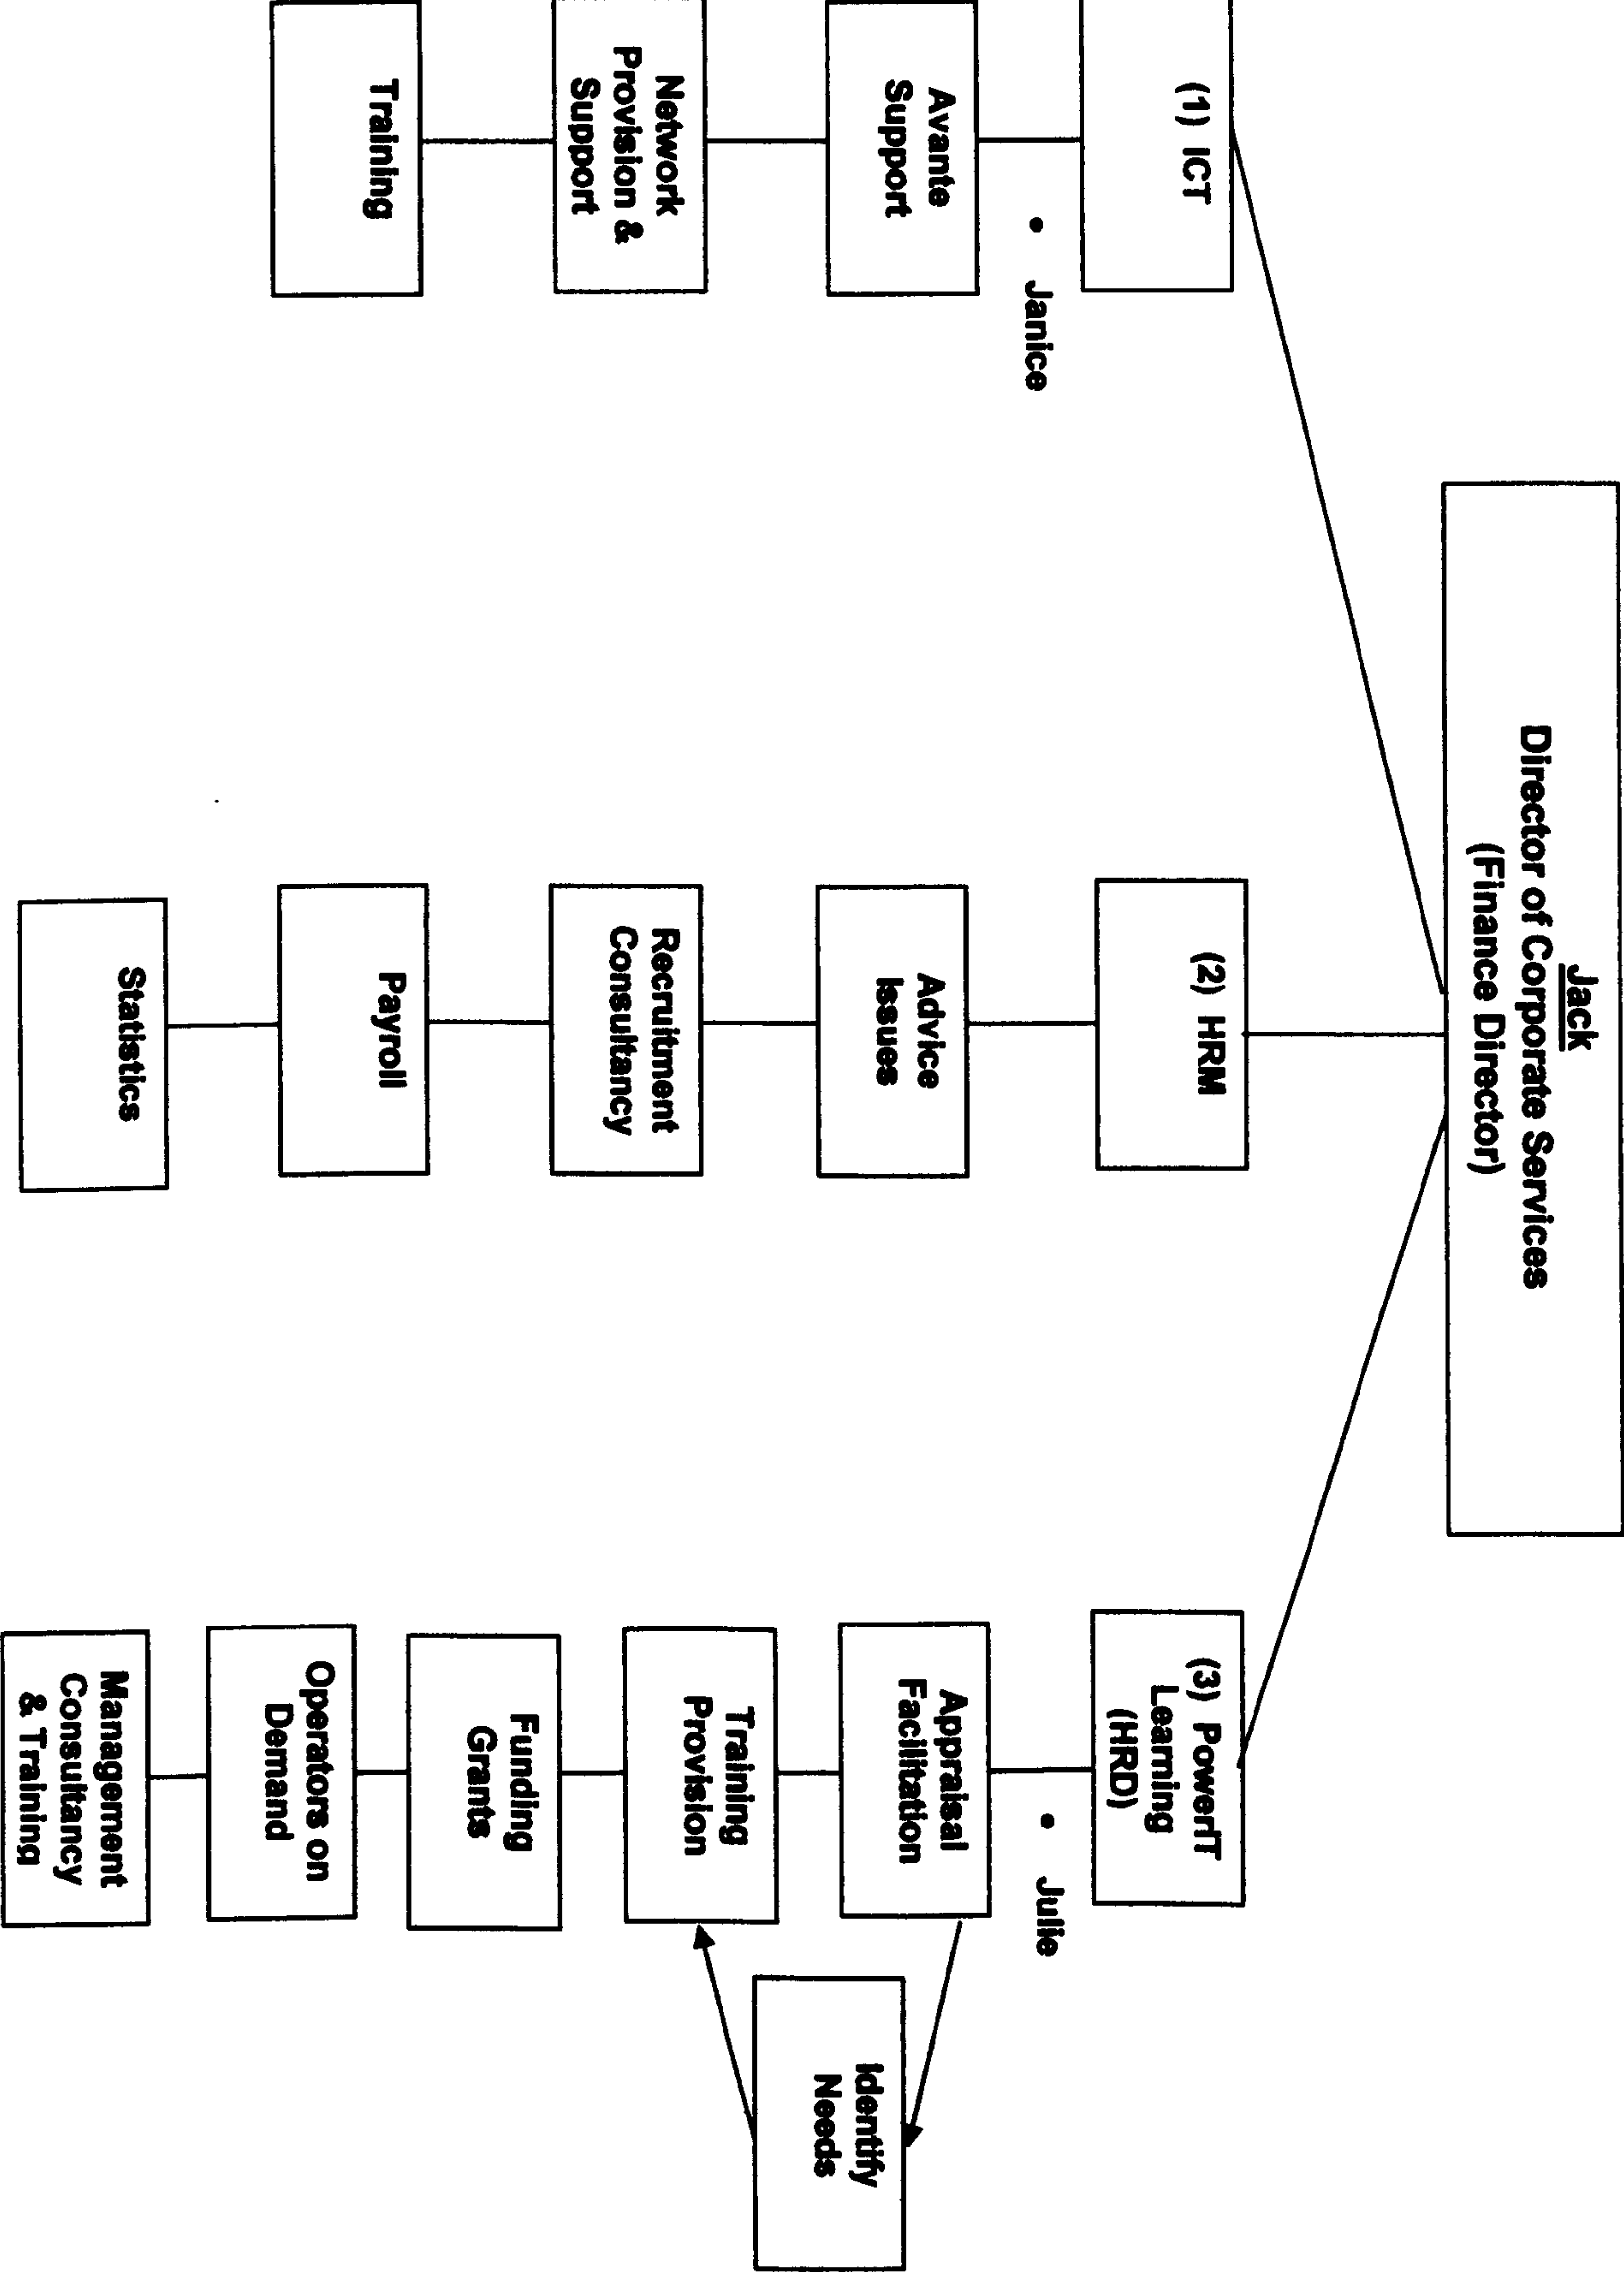 Jack
Director of Corporate Services
(Finance Director)
(1) ICT
• Janice
Avante
Support
Network
Provision &
Support
Training
(2) HRM
Advice
Issues
Recruitment
Consultancy
Payroll
Statistics
(3) PowerIT
Learning
(HRD)
• Julie
Appraisal
Facilitation
Identify
Needs
Training
Provision
Funding
Grants
Operators on
Demand
Management
Consultancy
& Training